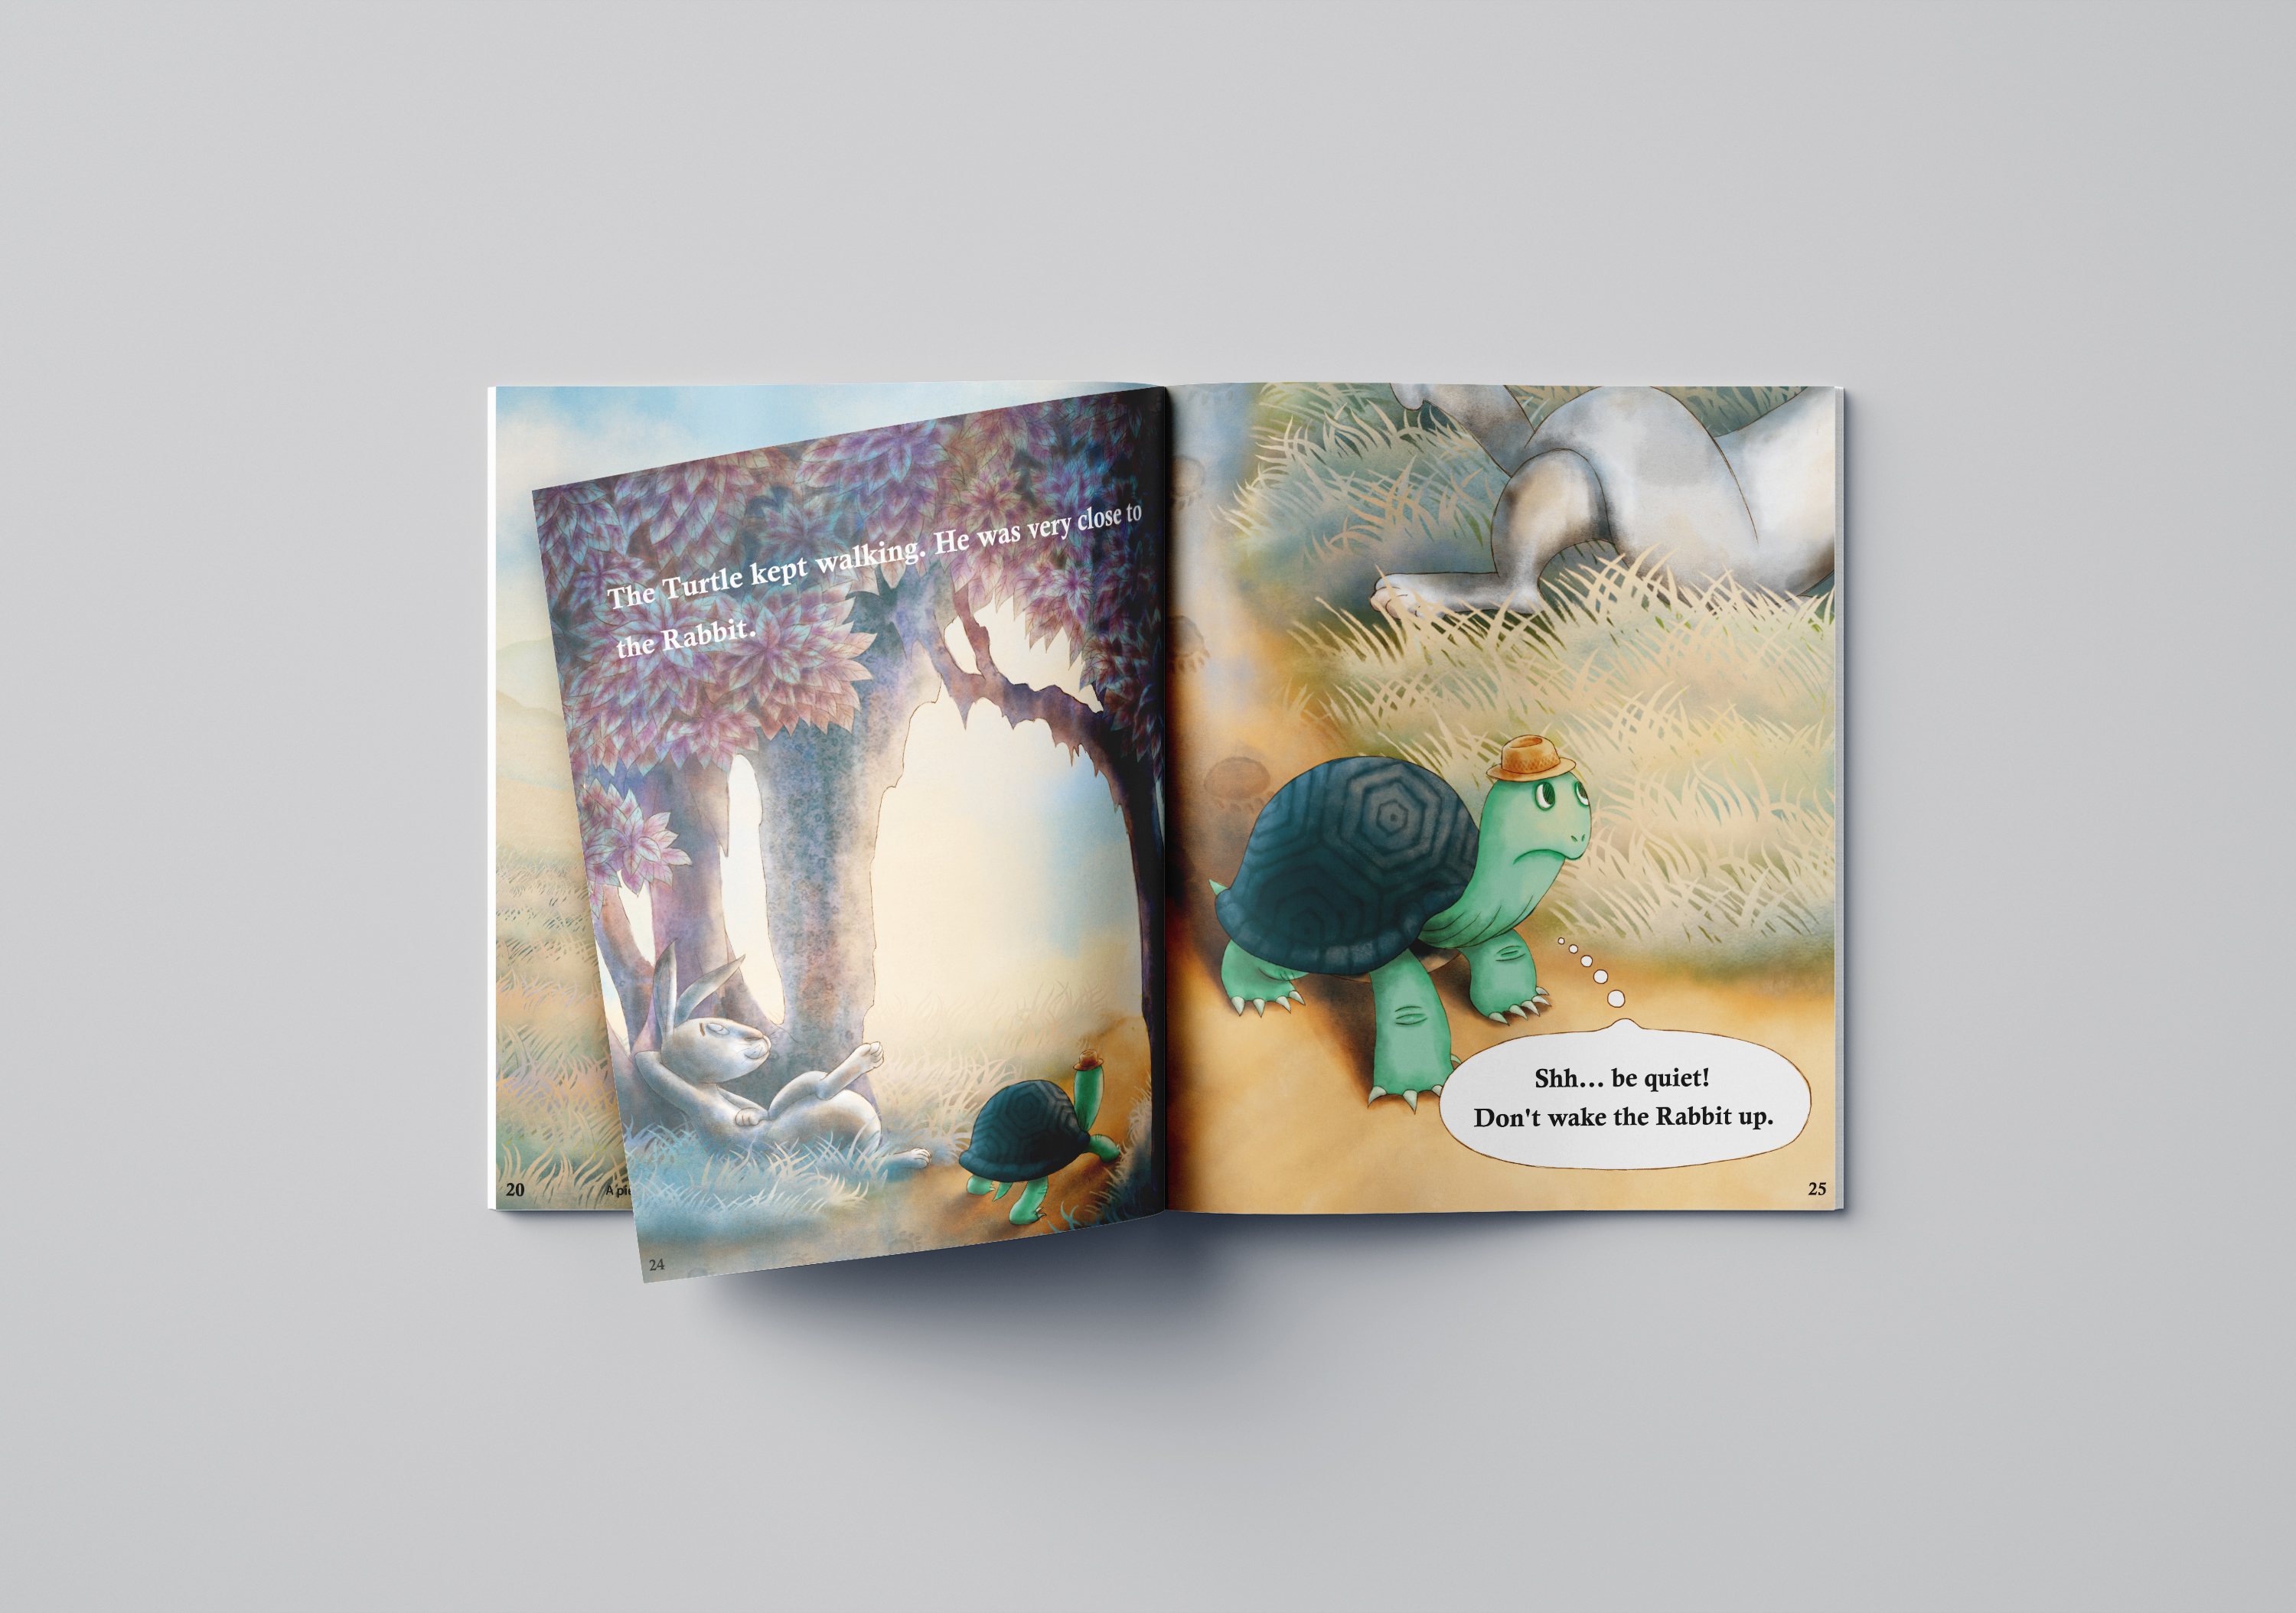 The Turtle kept walking. He was very close to
the Rabbit.
20
A
24
Shh... be quiet!
Don't wake the Rabbit up.
25